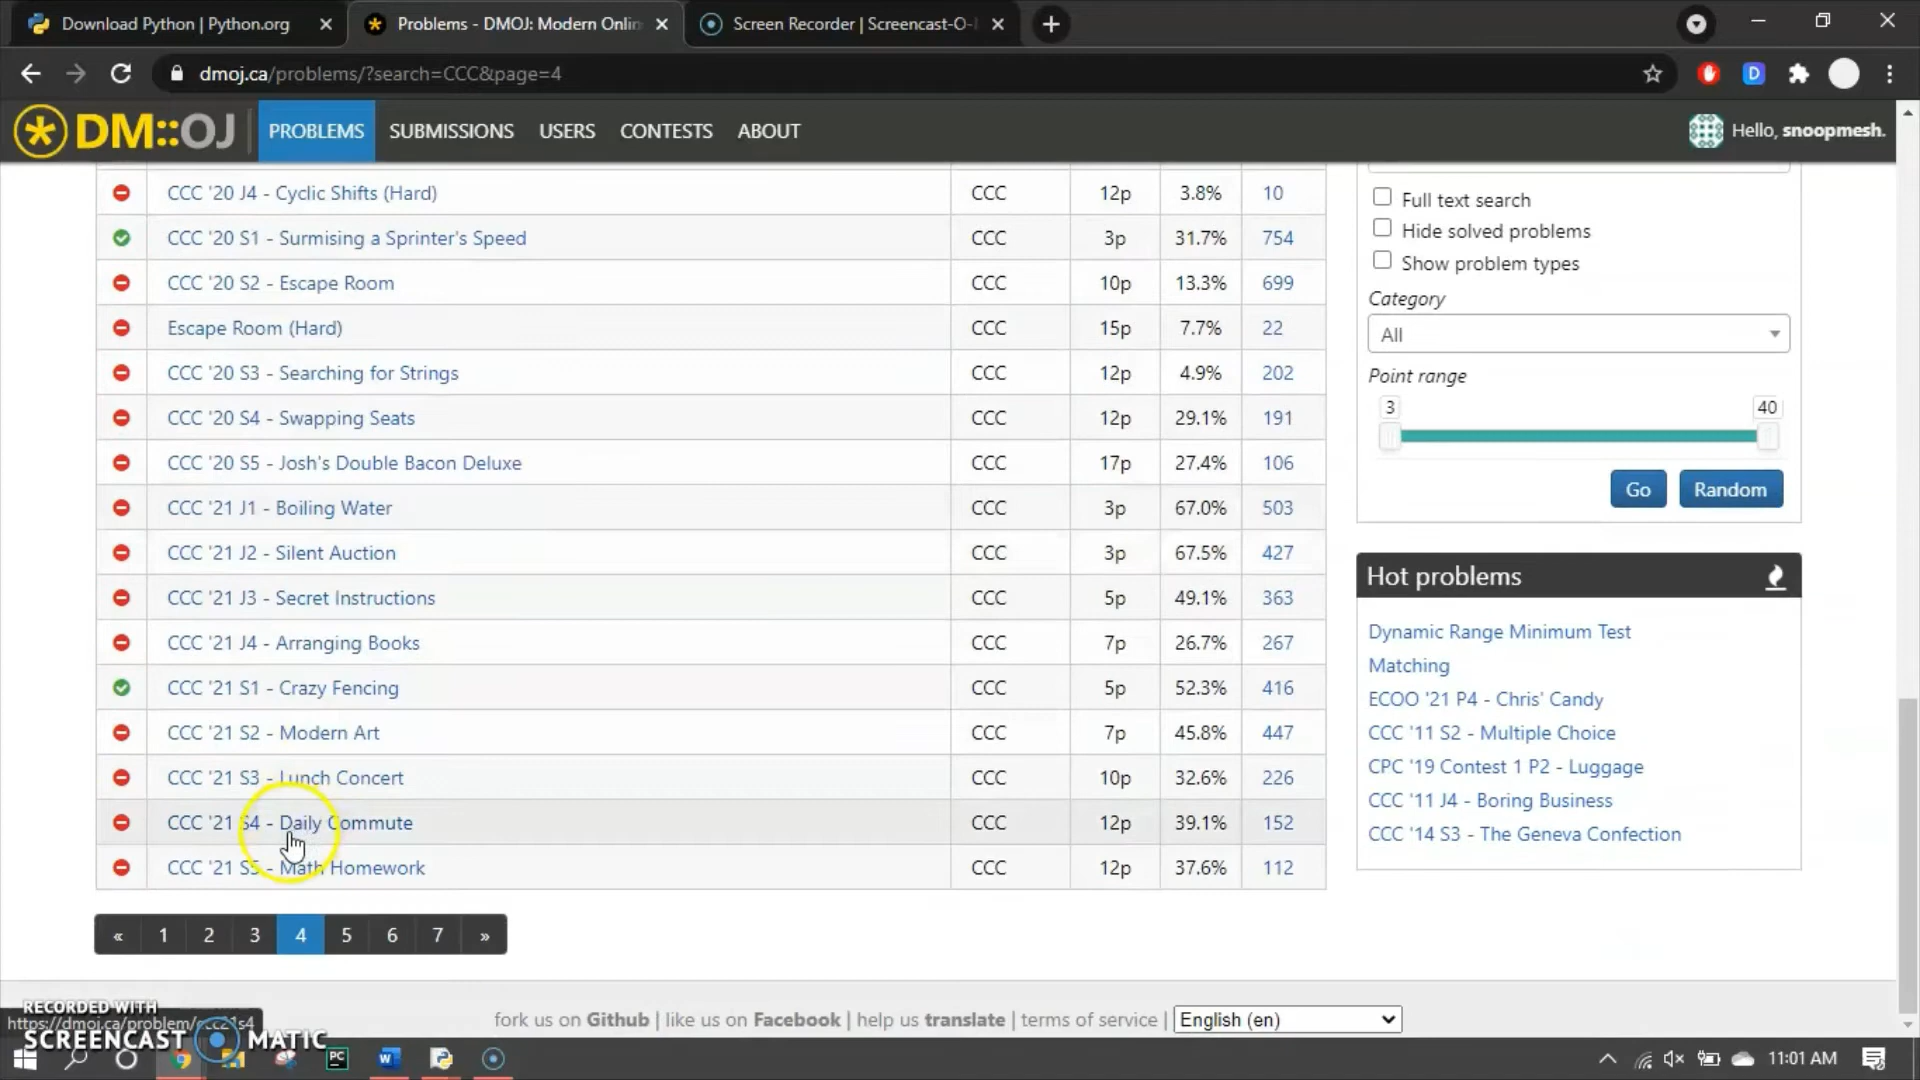 Download Python | Python.org
Problems - DMOJ: Modern Onlin
Screen Recorder | Screencast-O-
dmoj.ca/problems/?search=CCC&page=4
DM::OJ PROBLEMS SUBMISSIONS USERS CONTESTS ABOUT Hello, snoopmesh.
CCC '20 J4 - Cyclic Shifts (Hard) CCC 12p 3.8% 10
CCC '20 S1 - Surmising a Sprinter's Speed CCC 3p 31.7% 754
CCC '20 S2 - Escape Room CCC 10p 13.3% 699
Escape Room (Hard) CCC 15p 7.7% 22
CCC '20 S3 - Searching for Strings CCC 12p 4.9% 202
CCC '20 S4 - Swapping Seats CCC 12p 29.1% 191
CCC '20 S5 - Josh's Double Bacon Deluxe CCC 17p 27.4% 106
CCC '21 J1 - Boiling Water CCC 3p 67.0% 503
CCC '21 J2 - Silent Auction CCC 3p 67.5% 427
CCC '21 J3 - Secret Instructions CCC 5p 49.1% 363
CCC '21 J4 - Arranging Books CCC 7p 26.7% 267
CCC '21 S1 - Crazy Fencing CCC 5p 52.3% 416
CCC '21 S2 - Modern Art CCC 7p 45.8% 447
CCC '21 S3 - Lunch Concert CCC 10p 32.6% 226
CCC '21 S4 - Daily Commute CCC 12p 39.1% 152
CCC '21 S5 - Math Homework CCC 12p 37.6% 112
« 1 2 3 4 5 6 7 »
Full text search
Hide solved problems
Show problem types
Category
All
Point range
3 40
Go Random
Hot problems
Dynamic Range Minimum Test
Matching
ECOO '21 P4 - Chris' Candy
CCC '11 S2 - Multiple Choice
CPC '19 Contest 1 P2 - Luggage
CCC '11 J4 - Boring Business
CCC '14 S3 - The Geneva Confection
fork us on Github | like us on Facebook | help us translate | terms of service | English (en)
https://dmoj.ca/problem/ccc21s4
RECORDED WITH
SCREENCAST MATIC
PC
W
11:01 AM